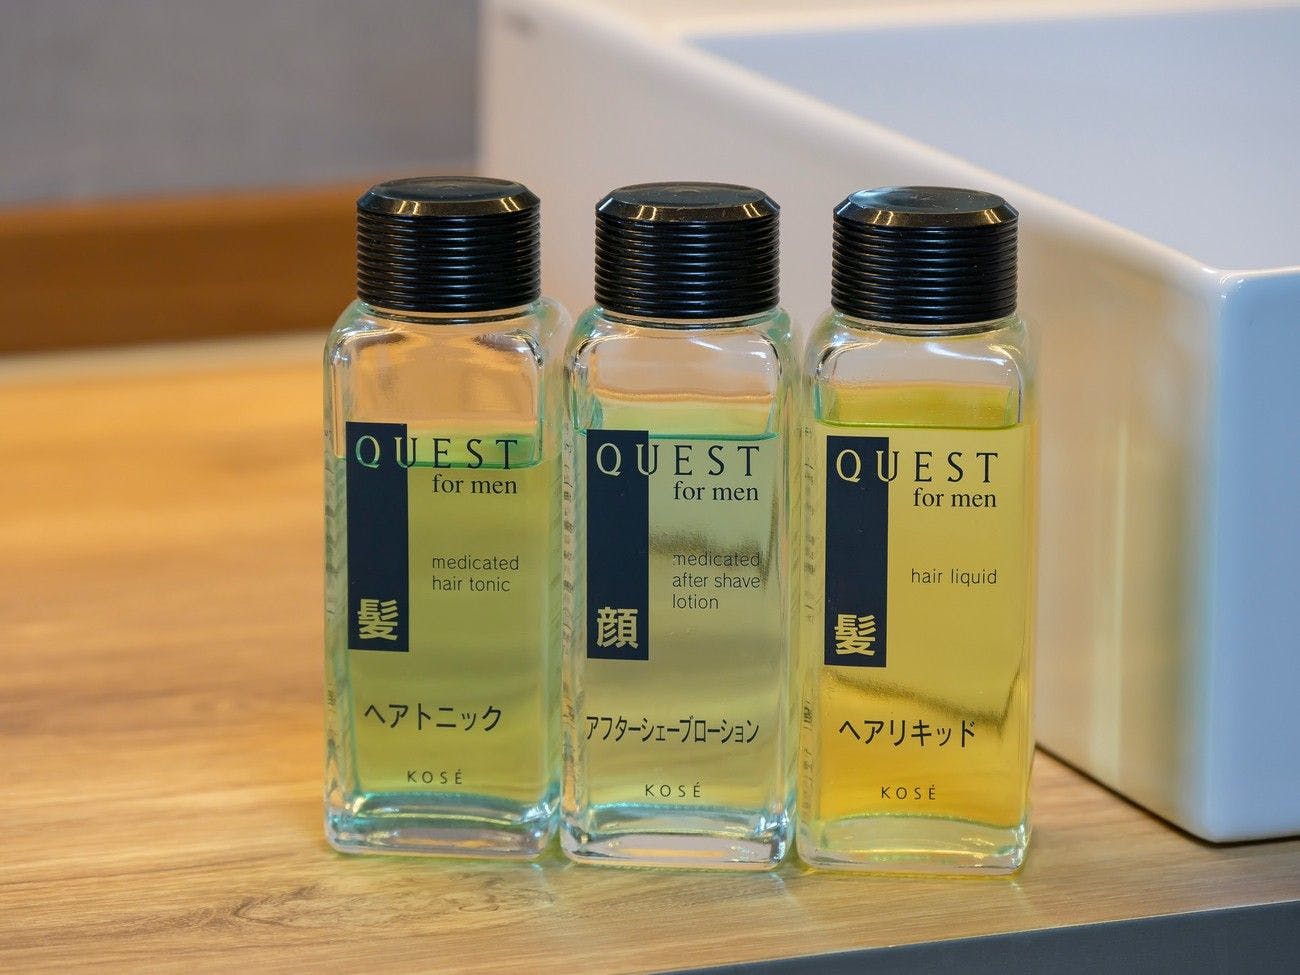 QUEST
for men
medicated
hair tonic
髪
ヘアトニック
KOSÉ
QUEST
for men
medicated
after shave
lotion
顔
アフターシェーブローション
KOSÉ
QUEST
for men
hair liquid
髪
ヘアリキッド
KOSÉ